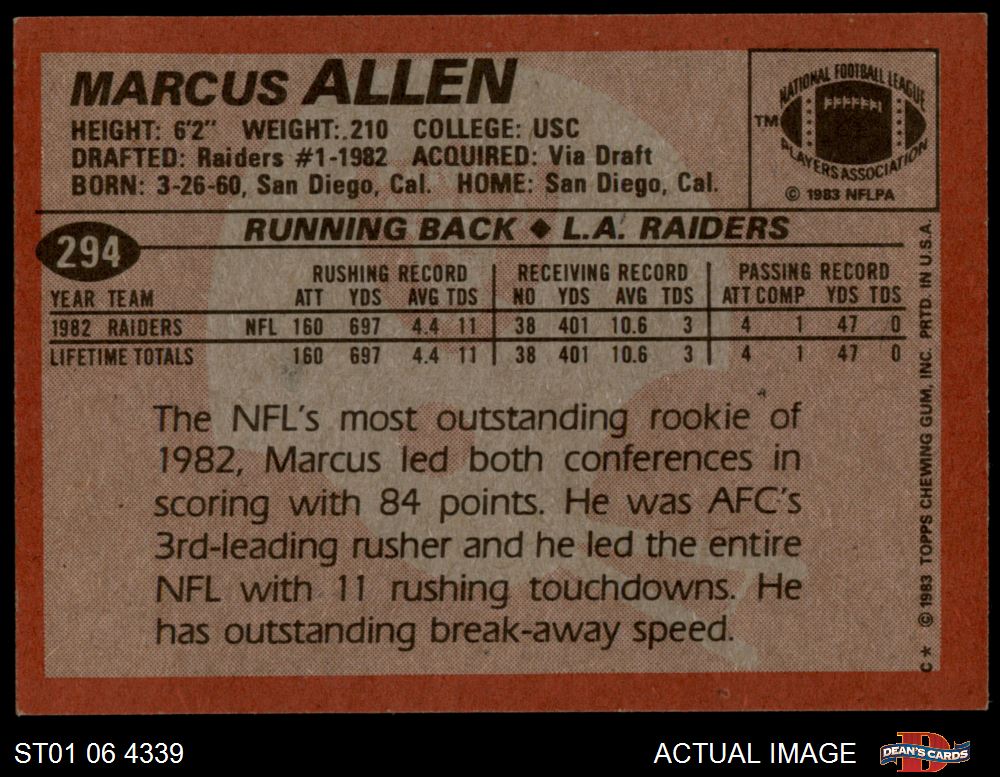 MARCUS ALLEN
HEIGHT: 6'2" WEIGHT: 210 COLLEGE: USC
DRAFTED: Raiders #1-1982 ACQUIRED: Via Draft
BORN: 3-26-60, San Diego, Cal. HOME: San Diego, Cal.
NATIONAL FOOTBALL LEAGUE
TM
PLAYERS ASSOCIATION
© 1983 NFLPA
294
RUNNING BACK ◆ L.A. RAIDERS
RUSHING RECORD RECEIVING RECORD PASSING RECORD
YEAR TEAM ATT YDS AVG TDS NO YDS AVG TDS ATT COMP YDS TDS
1982 RAIDERS NFL 160 697 4.4 11 38 401 10.6 3 4 1 47 0
LIFETIME TOTALS 160 697 4.4 11 38 401 10.6 3 4 1 47 0
The NFL's most outstanding rookie of
1982, Marcus led both conferences in
scoring with 84 points. He was AFC's
3rd-leading rusher and he led the entire
NFL with 11 rushing touchdowns. He
has outstanding break-away speed.
C* © 1983 TOPPS CHEWING GUM, INC. PRTD. IN U.S.A.
ST01 06 4339
ACTUAL IMAGE
D
DEAN'S CARDS